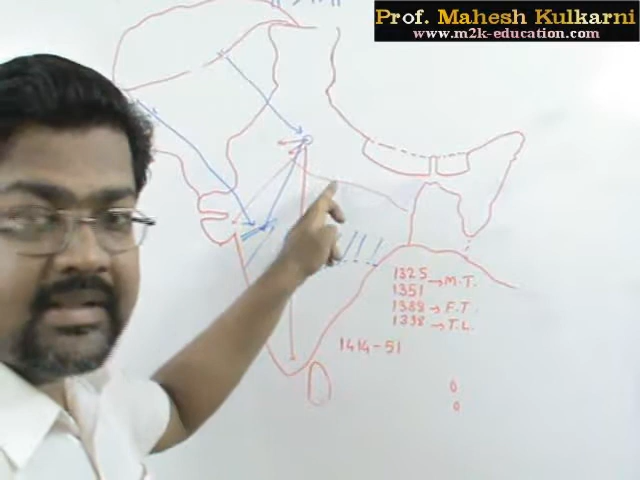 Prof. Mahesh Kulkarni
www.m2k-education.com
1325 → M.T.
1351
1388 → F.T.
1398 → T.L.
1414-51